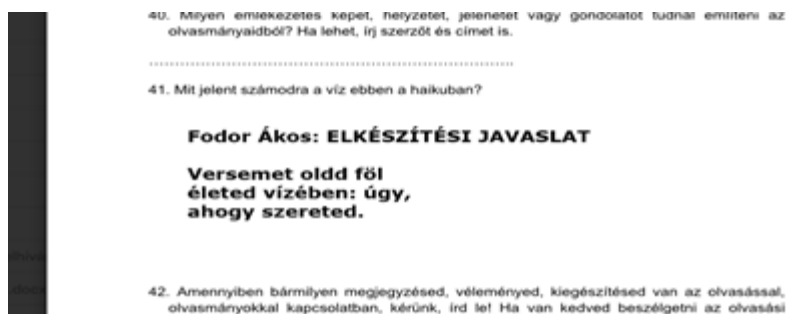 40. Milyen emlékezetes képet, helyzetet, jelenetet vagy gondolatot tudnál említeni az
olvasmányaidból? Ha lehet, írj szerzőt és címet is.
........................................................................
41. Mit jelent számodra a víz ebben a haikuban?
Fodor Ákos: ELKÉSZÍTÉSI JAVASLAT
Versemet oldd föl
életed vízében: úgy,
ahogy szereted.
42. Amennyiben bármilyen megjegyzésed, véleményed, kiegészítésed van az olvasással,
olvasmányokkal kapcsolatban, kérünk, írd le! Ha van kedved beszélgetni az olvasási